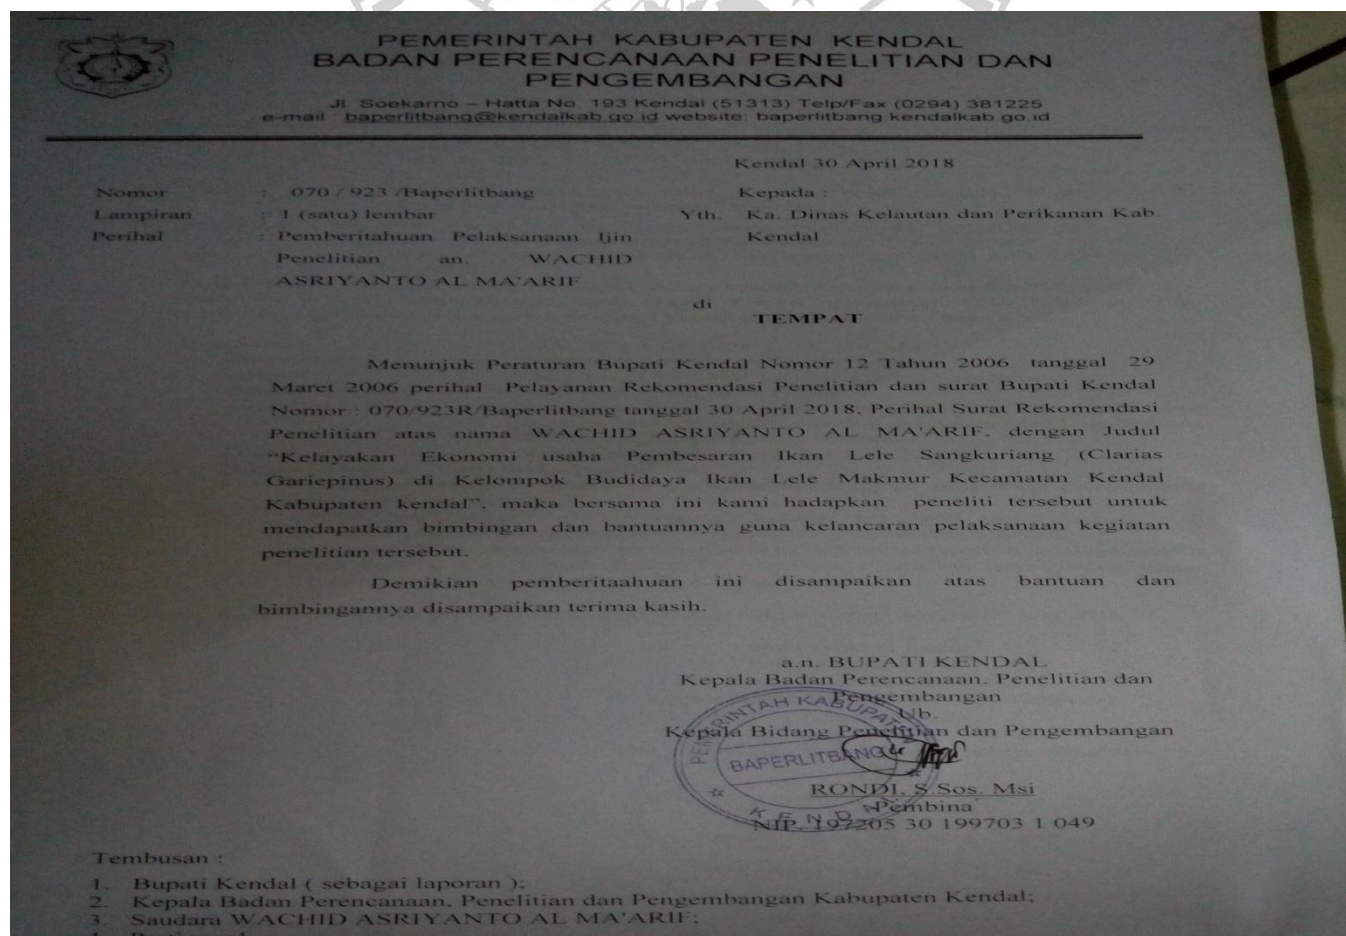 PEMERINTAH KABUPATEN KENDAL
BADAN PERENCANAAN PENELITIAN DAN
PENGEMBANGAN
Jl. Soekarno – Hatta No. 193 Kendal (51313) Telp/Fax (0294) 381225
e-mail : baperlitbang@kendalkab.go.id website: baperlitbang.kendalkab.go.id
Kendal 30 April 2018
Nomor : 070 / 923 /Baperlitbang
Lampiran : 1 (satu) lembar
Perihal : Pemberitahuan Pelaksanaan Ijin
Penelitian an. WACHID
ASRIYANTO AL MA'ARIF
Kepada :
Yth. Ka. Dinas Kelautan dan Perikanan Kab.
Kendal
di
TEMPAT
Menunjuk Peraturan Bupati Kendal Nomor 12 Tahun 2006 tanggal 29
Maret 2006 perihal Pelayanan Rekomendasi Penelitian dan surat Bupati Kendal
Nomor : 070/923R/Baperlitbang tanggal 30 April 2018, Perihal Surat Rekomendasi
Penelitian atas nama WACHID ASRIYANTO AL MA'ARIF, dengan Judul
“Kelayakan Ekonomi usaha Pembesaran Ikan Lele Sangkuriang (Clarias
Gariepinus) di Kelompok Budidaya Ikan Lele Makmur Kecamatan Kendal
Kabupaten kendal”, maka bersama ini kami hadapkan peneliti tersebut untuk
mendapatkan bimbingan dan bantuannya guna kelancaran pelaksanaan kegiatan
penelitian tersebut.
Demikian pemberitaahuan ini disampaikan atas bantuan dan
bimbingannya disampaikan terima kasih.
a.n. BUPATI KENDAL
Kepala Badan Perencanaan, Penelitian dan
Pengembangan
Ub.
Kepala Bidang Penelitian dan Pengembangan
PEMERINTAH KABUPATEN
BAPERLITBANG
KENDAL
RONDI, S.Sos. Msi
Pembina
NIP. 197205 30 199703 1 049
Tembusan :
1. Bupati Kendal ( sebagai laporan );
2. Kepala Badan Perencanaan, Penelitian dan Pengembangan Kabupaten Kendal;
3. Saudara WACHID ASRIYANTO AL MA'ARIF;